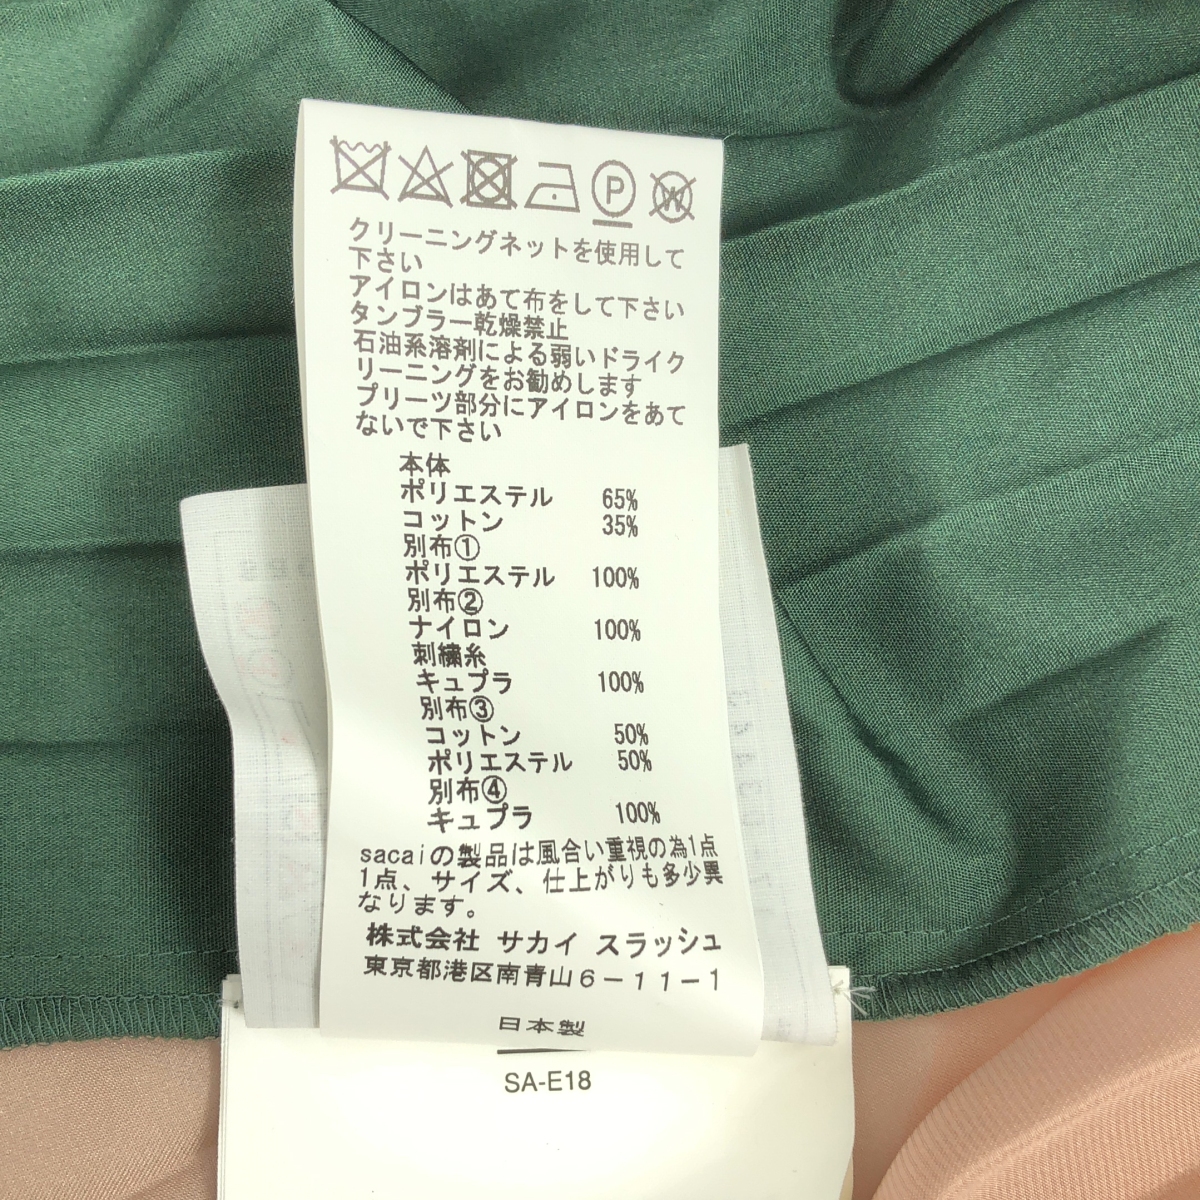 P W
クリーニングネットを使用して
下さい
アイロンはあて布をして下さい
タンブラー乾燥禁止
石油系溶剤による弱いドライク
リーニングをお勧めします
プリーツ部分にアイロンをあて
ないで下さい
本体
ポリエステル 65%
コットン 35%
別布①
ポリエステル 100%
別布②
ナイロン 100%
刺繍糸
キュプラ 100%
別布③
コットン 50%
ポリエステル 50%
別布④
キュプラ 100%
sacaiの製品は風合い重視の為1点
1点、サイズ、仕上がりも多少異
なります。
株式会社 サカイ スラッシュ
東京都港区南青山6-11-1
日本製
SA-E18